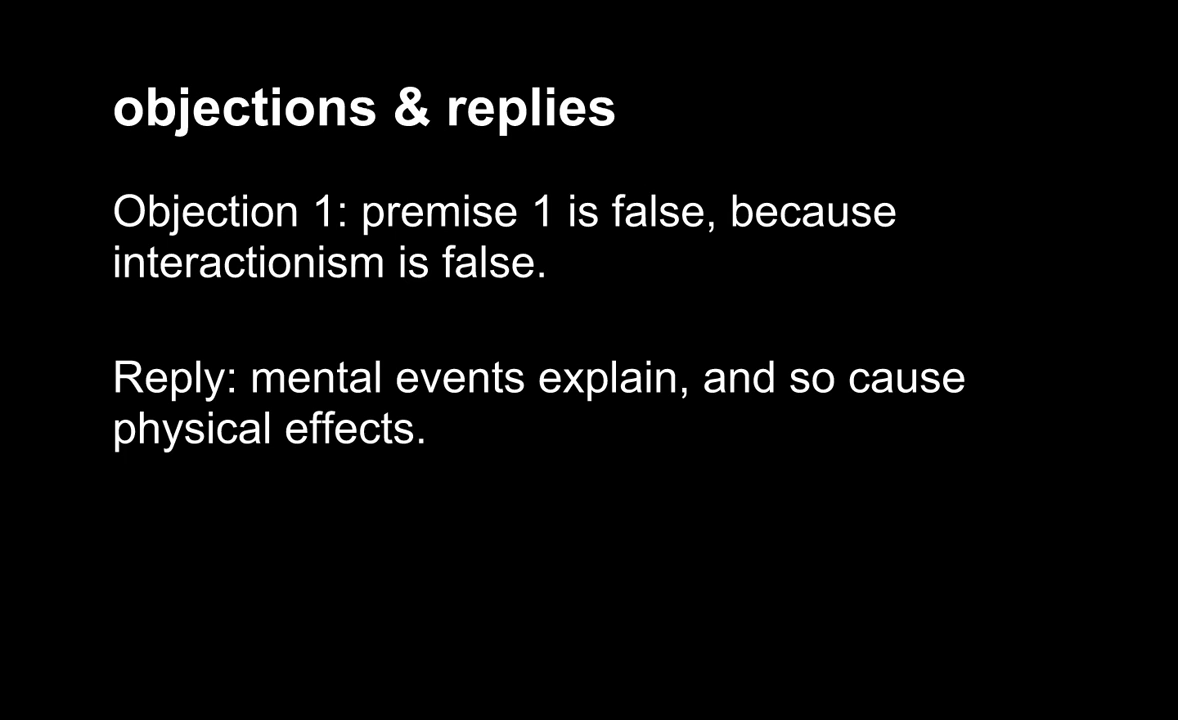 objections & replies
Objection 1: premise 1 is false, because
interactionism is false.
Reply: mental events explain, and so cause
physical effects.